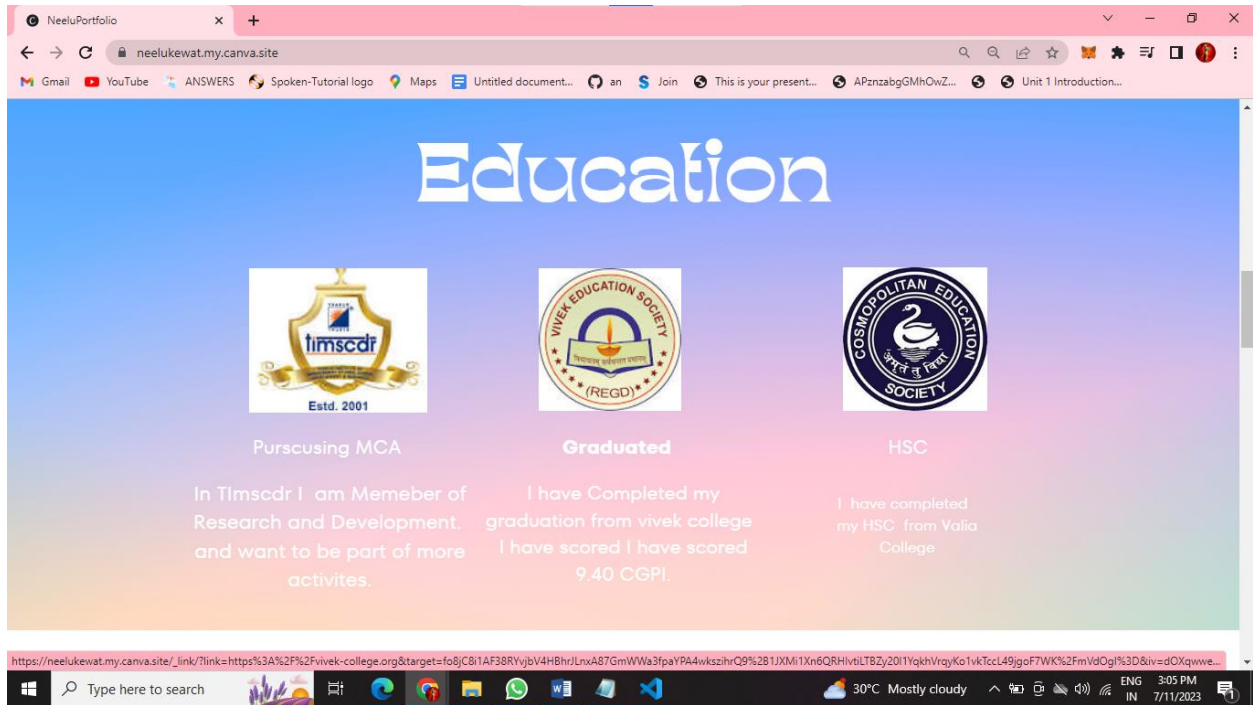 NeeluPortfolio
neelukewat.my.canva.site
Gmail YouTube ANSWERS Spoken-Tutorial logo Maps Untitled document... an Join This is your present... APznzabgGMhOwZ... Unit 1 Introduction...
Education
timscdr
Estd. 2001
VIVEK EDUCATION SOCIETY
(REGD)
COSMOPOLITAN EDUCATION
अमृतं तु विद्या
SOCIETY
Purscusing MCA
Graduated
HSC
In TImscdr I am Memeber of
Research and Development.
and want to be part of more
activites.
I have Completed my
graduation from vivek college
I have scored I have scored
9.40 CGPI.
I have completed
my HSC from Valia
College
Type here to search
30°C Mostly cloudy
ENG
IN
3:05 PM
7/11/2023